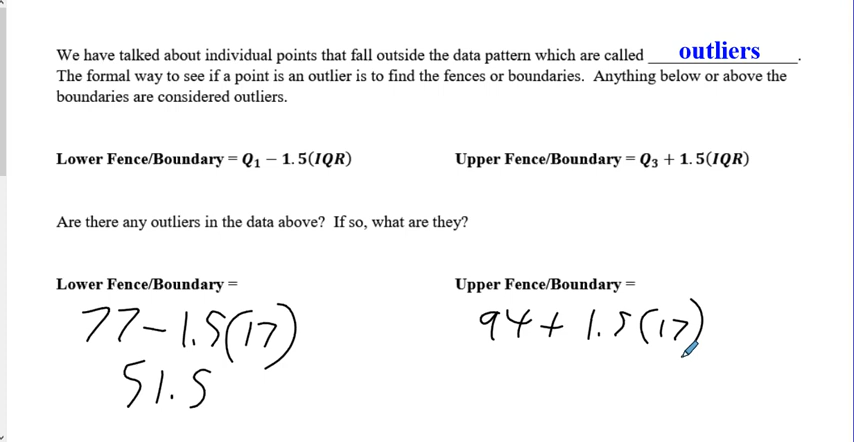 We have talked about individual points that fall outside the data pattern which are called outliers.
The formal way to see if a point is an outlier is to find the fences or boundaries. Anything below or above the
boundaries are considered outliers.
Lower Fence/Boundary = Q₁ − 1.5(IQR)
Upper Fence/Boundary = Q₃ + 1.5(IQR)
Are there any outliers in the data above? If so, what are they?
Lower Fence/Boundary =
77 - 1.5(17)
51.5
Upper Fence/Boundary =
94 + 1.5(17)